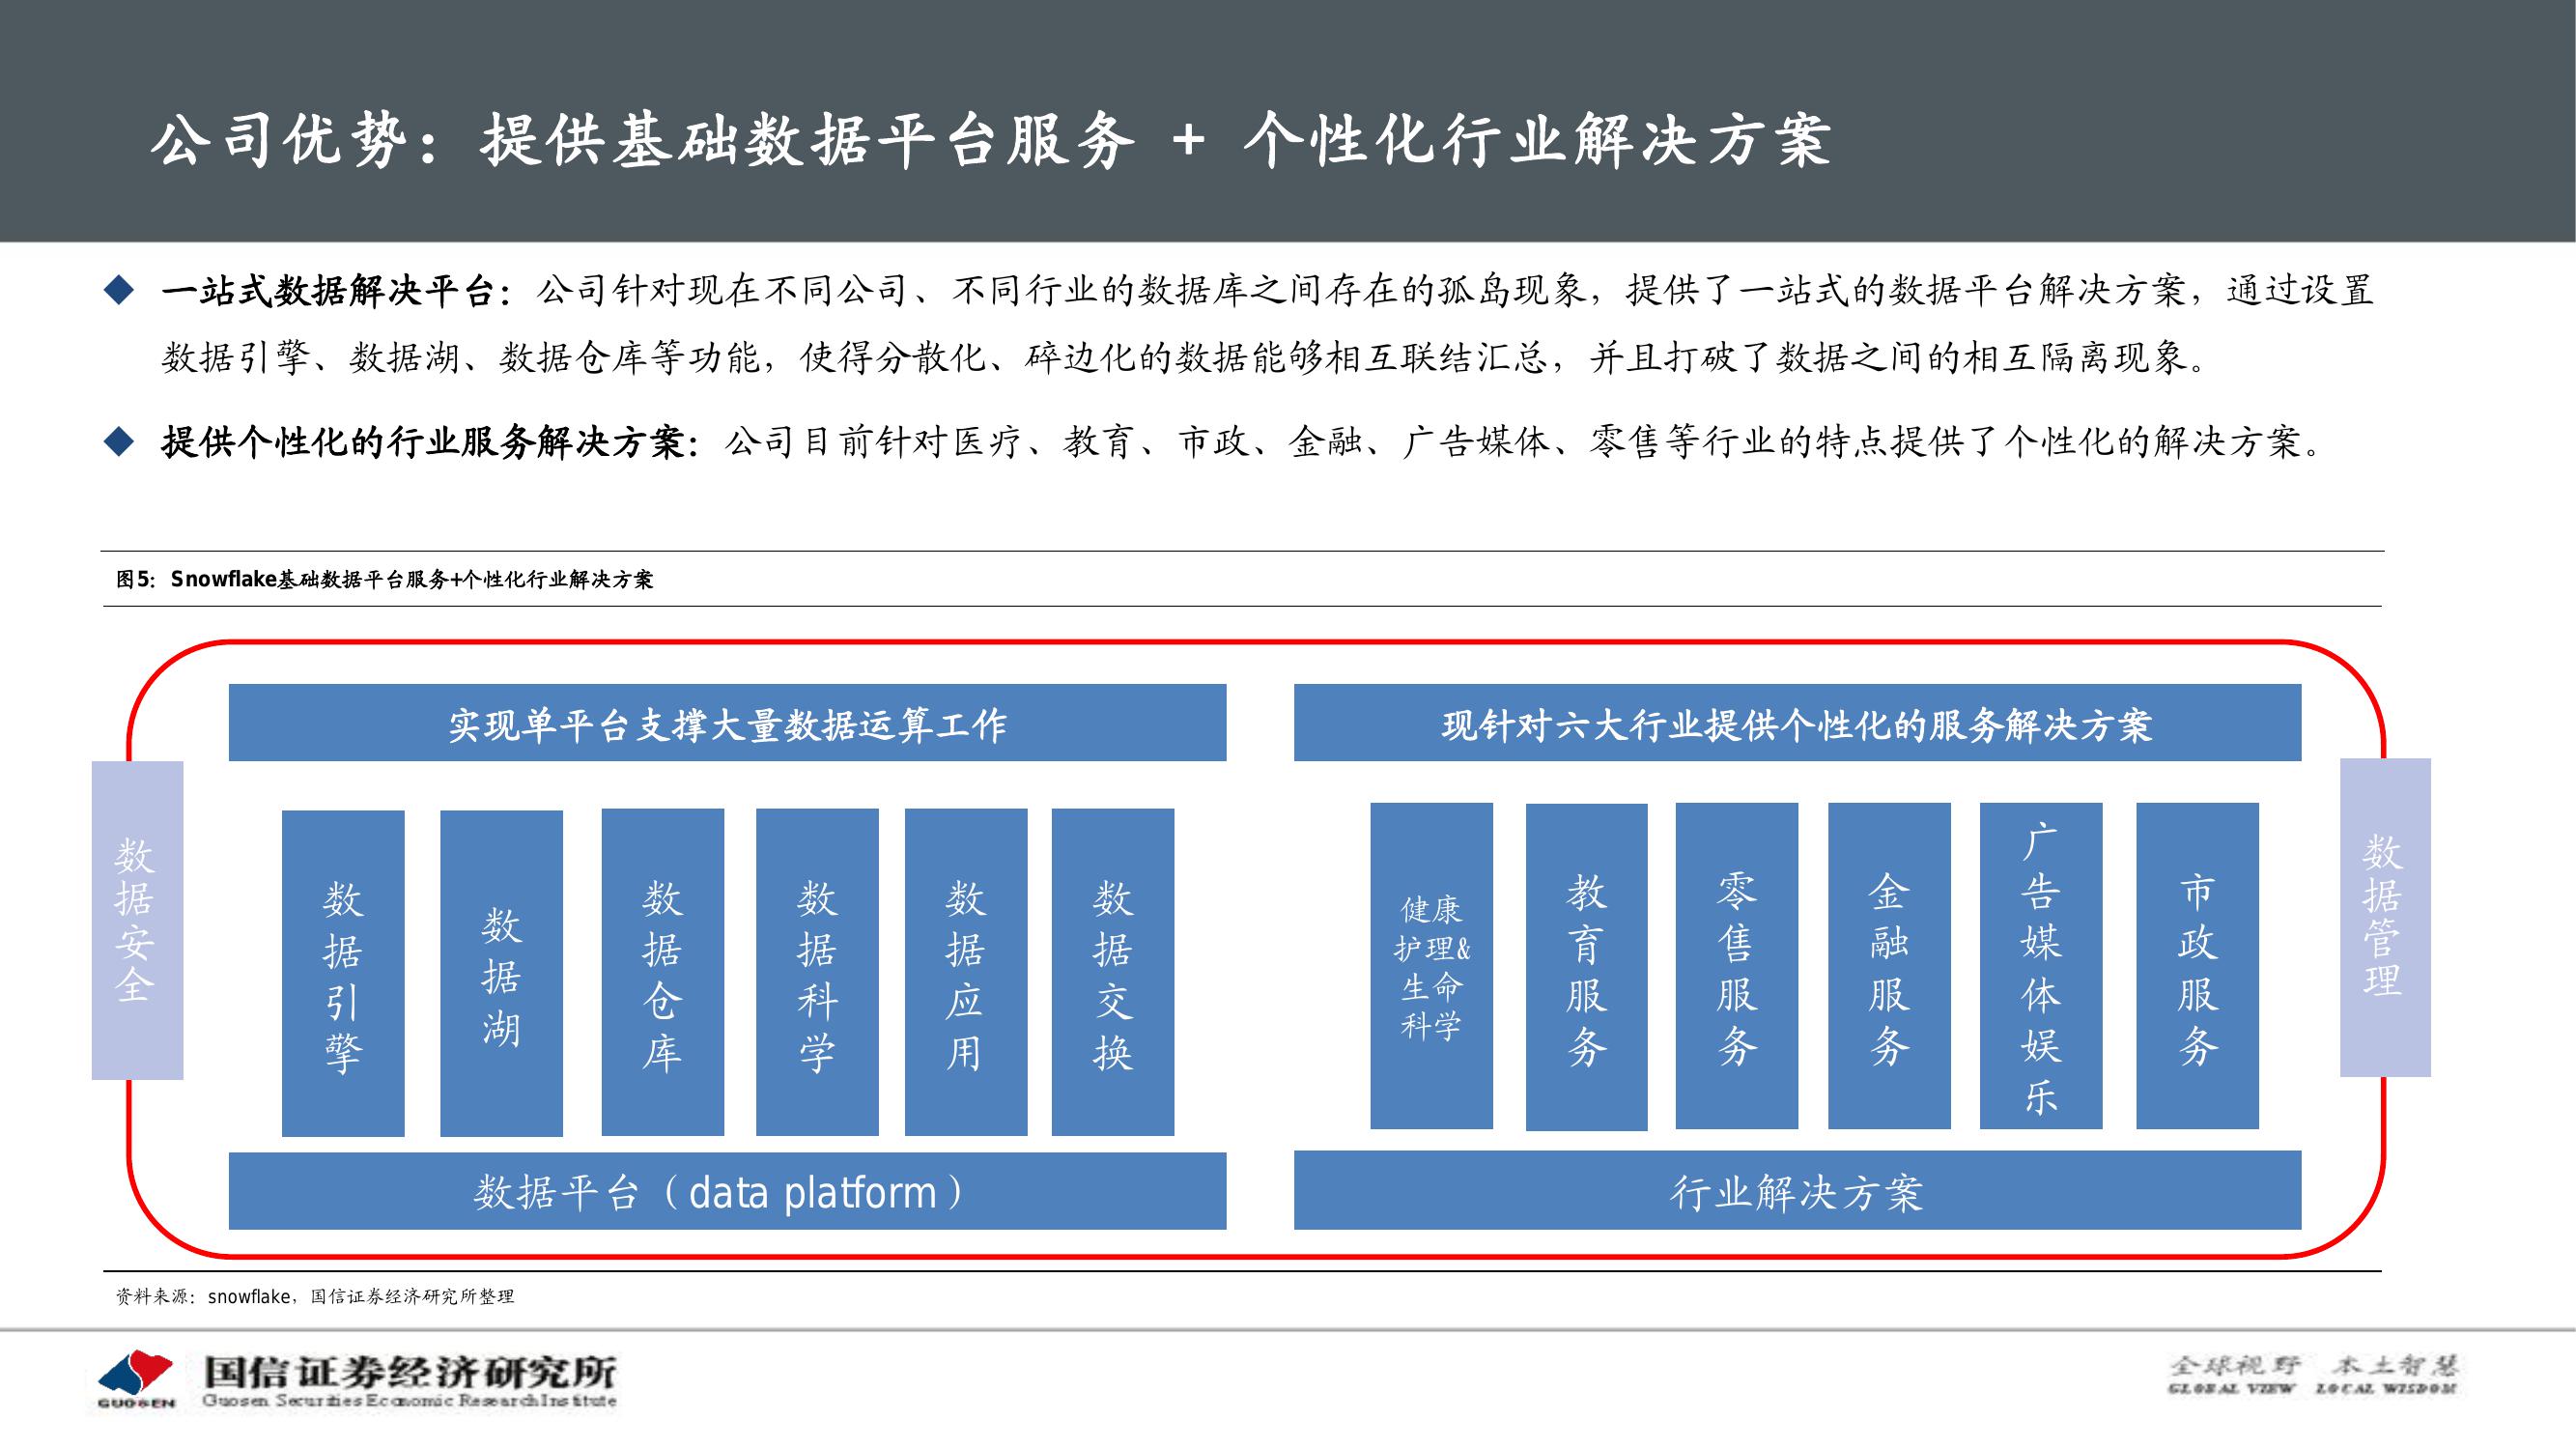 公司优势：提供基础数据平台服务 + 个性化行业解决方案
一站式数据解决平台：公司针对现在不同公司、不同行业的数据库之间存在的孤岛现象，提供了一站式的数据平台解决方案，通过设置
数据引擎、数据湖、数据仓库等功能，使得分散化、碎边化的数据能够相互联结汇总，并且打破了数据之间的相互隔离现象。
提供个性化的行业服务解决方案：公司目前针对医疗、教育、市政、金融、广告媒体、零售等行业的特点提供了个性化的解决方案。
图5：Snowflake基础数据平台服务+个性化行业解决方案
数据安全
实现单平台支撑大量数据运算工作
数据引擎
数据湖
数据仓库
数据科学
数据应用
数据交换
数据平台（data platform）
现针对六大行业提供个性化的服务解决方案
健康
护理&
生命
科学
教育服务
零售服务
金融服务
广告媒体娱乐
市政服务
行业解决方案
数据管理
资料来源：snowflake，国信证券经济研究所整理
GUOSEN
国信证券经济研究所
Guosen Securities Economic Research Institute
全球视野 本土智慧
GLOBAL VIEW LOCAL WISDOM